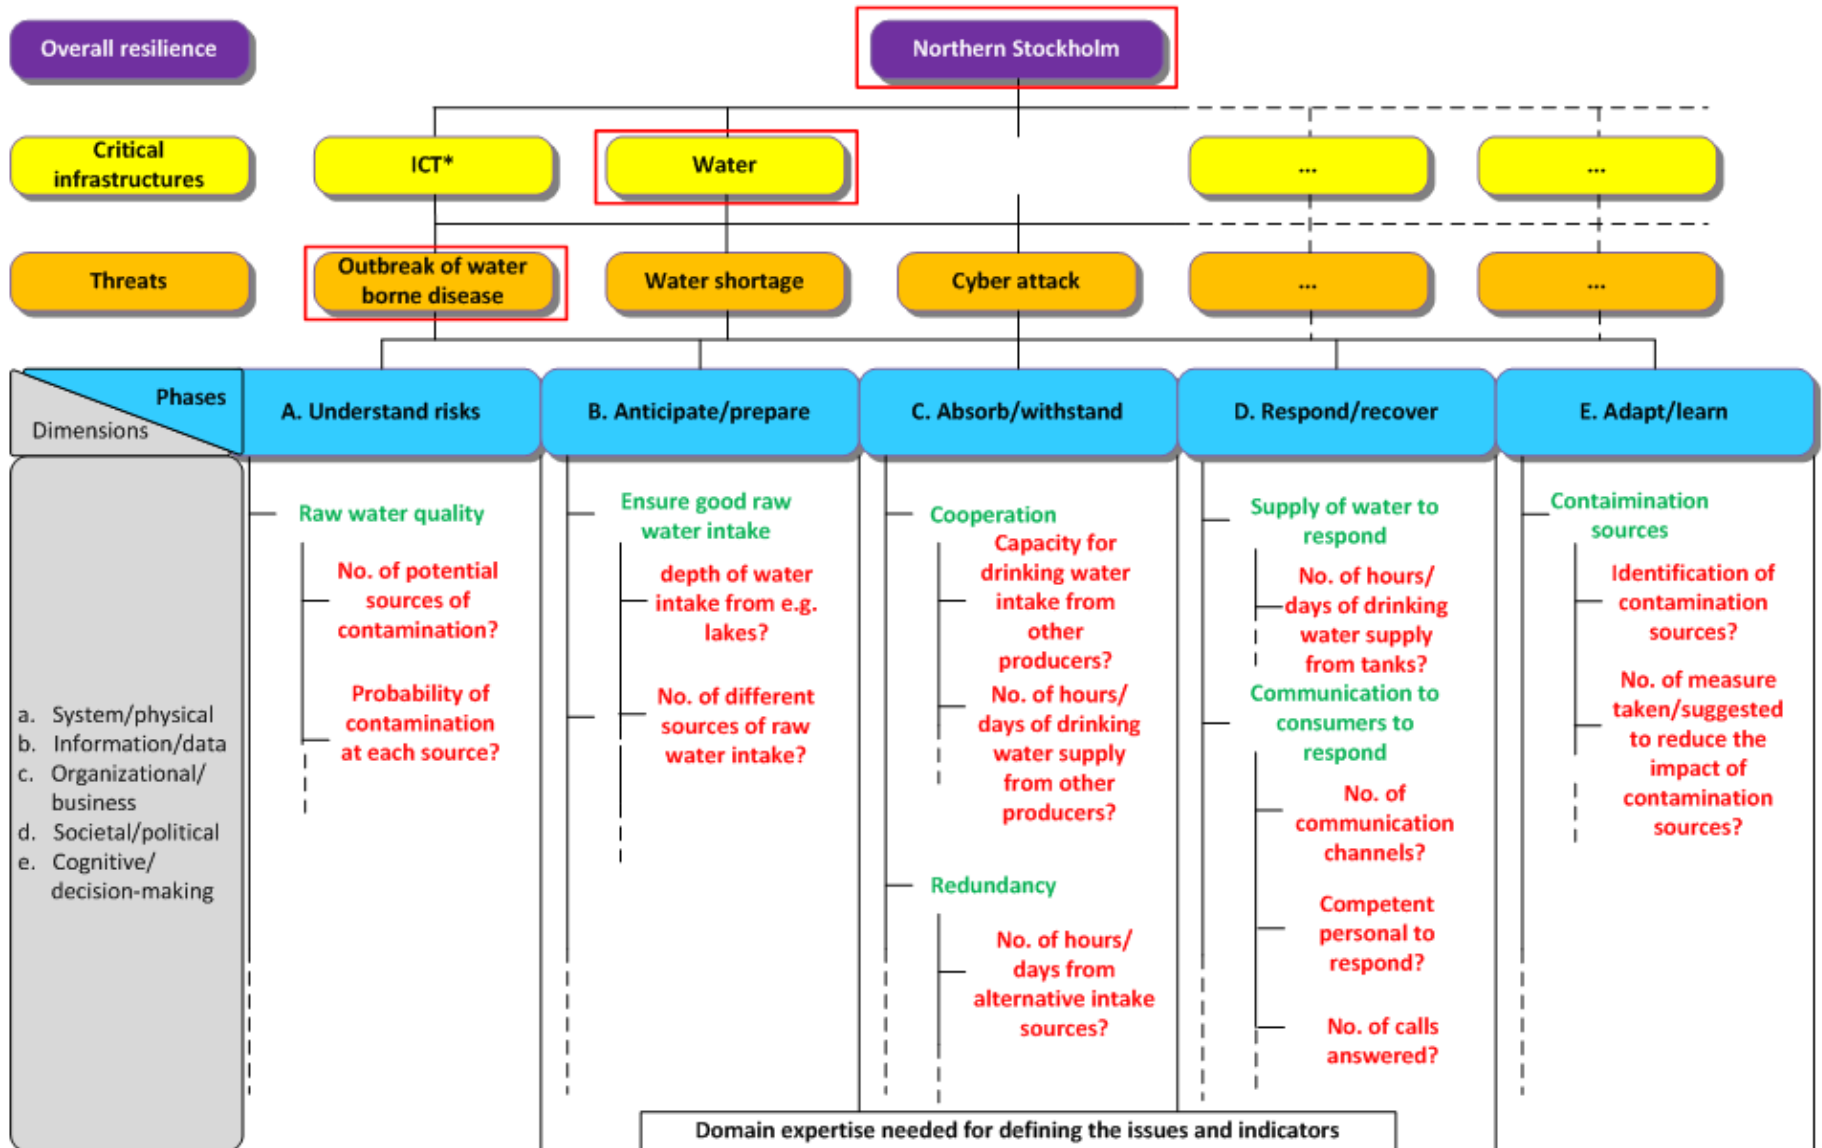 Overall resilience
Northern Stockholm
Critical
infrastructures
ICT*
Water
...
...
Threats
Outbreak of water
borne disease
Water shortage
Cyber attack
...
...
Phases
Dimensions
A. Understand risks
B. Anticipate/prepare
C. Absorb/withstand
D. Respond/recover
E. Adapt/learn
a. System/physical
b. Information/data
c. Organizational/
business
d. Societal/political
e. Cognitive/
decision-making
Raw water quality
No. of potential
sources of
contamination?
Probability of
contamination
at each source?
Ensure good raw
water intake
depth of water
intake from e.g.
lakes?
No. of different
sources of raw
water intake?
Cooperation
Capacity for
drinking water
intake from
other
producers?
No. of hours/
days of drinking
water supply
from other
producers?
Redundancy
No. of hours/
days from
alternative intake
sources?
Supply of water to
respond
No. of hours/
days of drinking
water supply
from tanks?
Communication to
consumers to
respond
No. of
communication
channels?
Competent
personal to
respond?
No. of calls
answered?
Contaimination
sources
Identification of
contamination
sources?
No. of measure
taken/suggested
to reduce the
impact of
contamination
sources?
Domain expertise needed for defining the issues and indicators